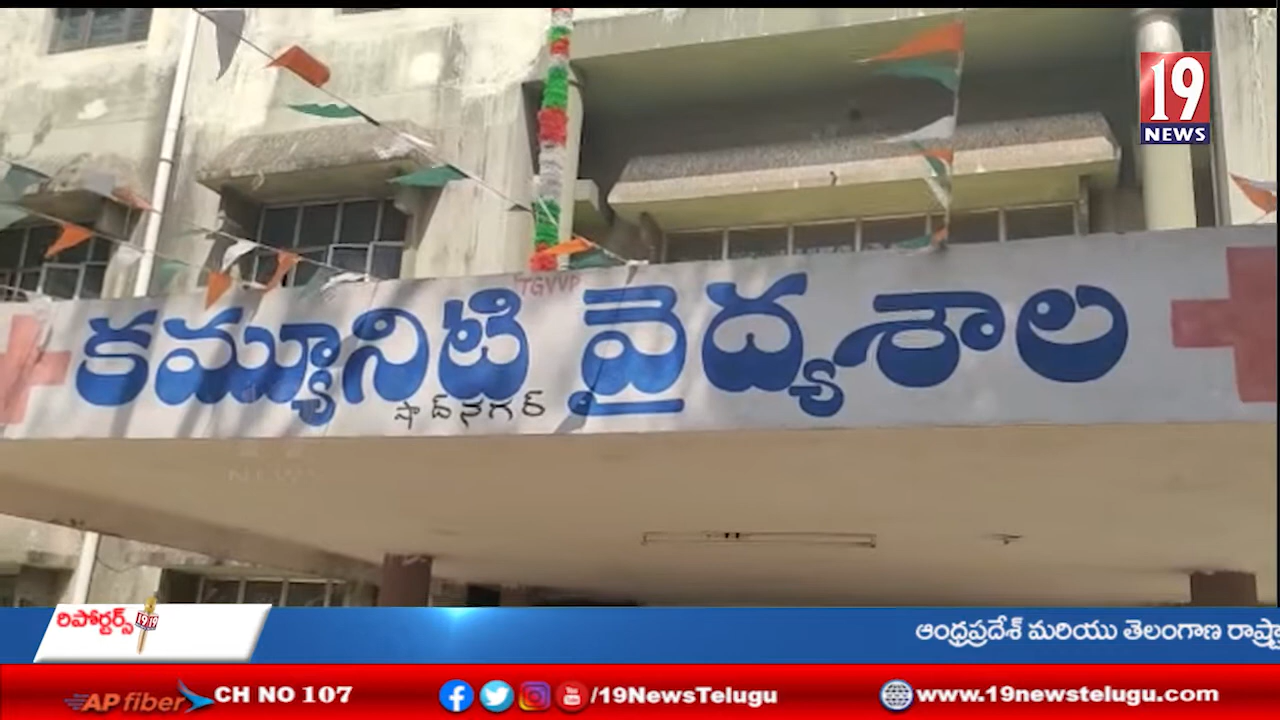 19
NEWS
TGVVP
కమ్యూనిటి వైద్యశాల
షాద్‌నగర్
రిపోర్టర్స్
ఆంధ్రప్రదేశ్ మరియు తెలంగాణ
AP fiber CH NO 107
/19NewsTelugu
www.19newstelugu.com